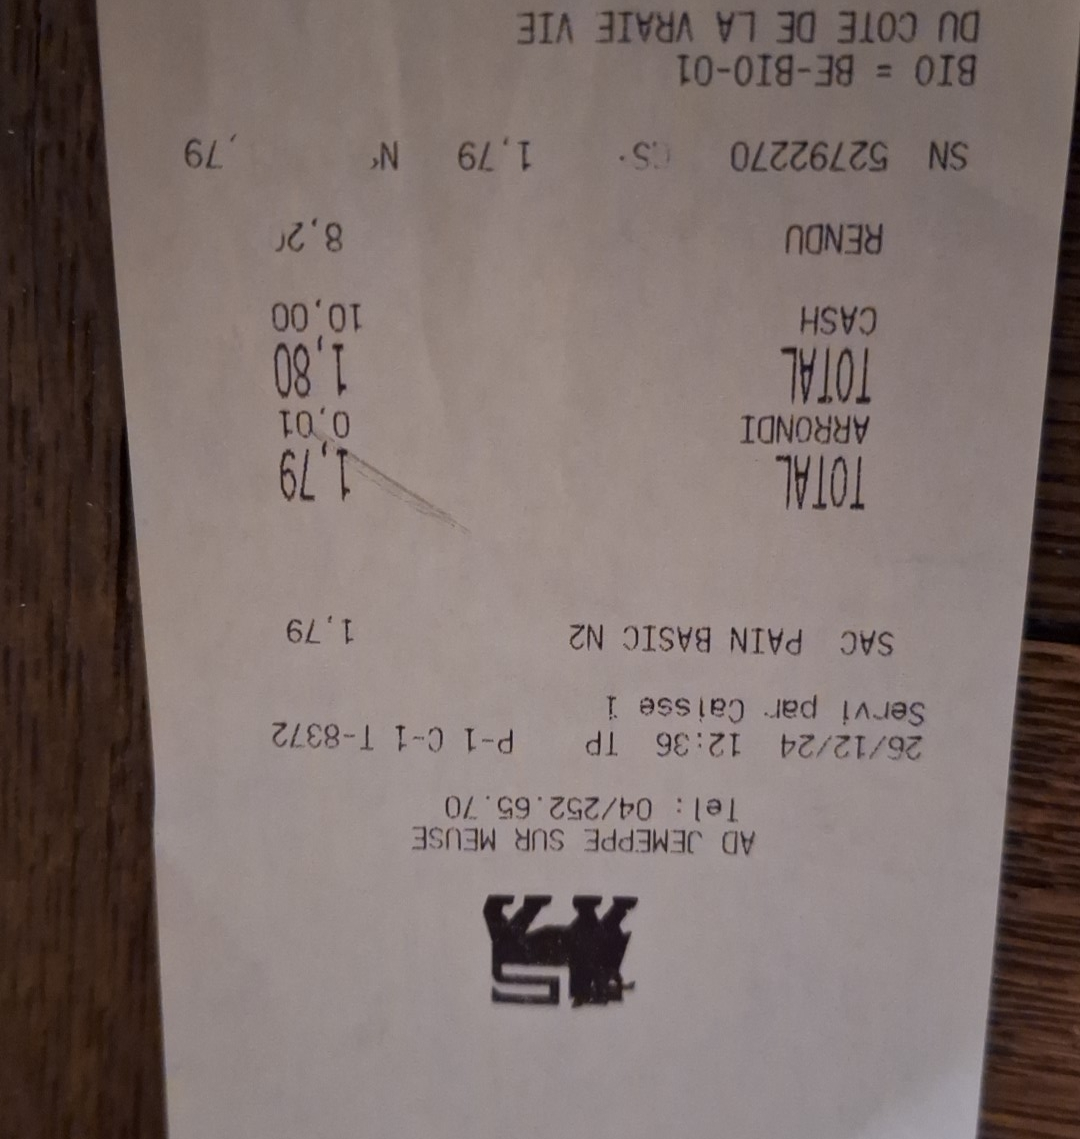 AD JEMEPPE SUR MEUSE
Tel: 04/252.65.70
26/12/24 12:36 TP P-1 C-1 T-8372
Servi par Caisse 1
SAC PAIN BASIC N2 1,79
TOTAL 1,79
ARRONDI 0,01
TOTAL 1,80
CASH 10,00
RENDU
SN 52792270 1,79
BIO = BE-BIO-01
DU COTE DE LA VRAIE VIE